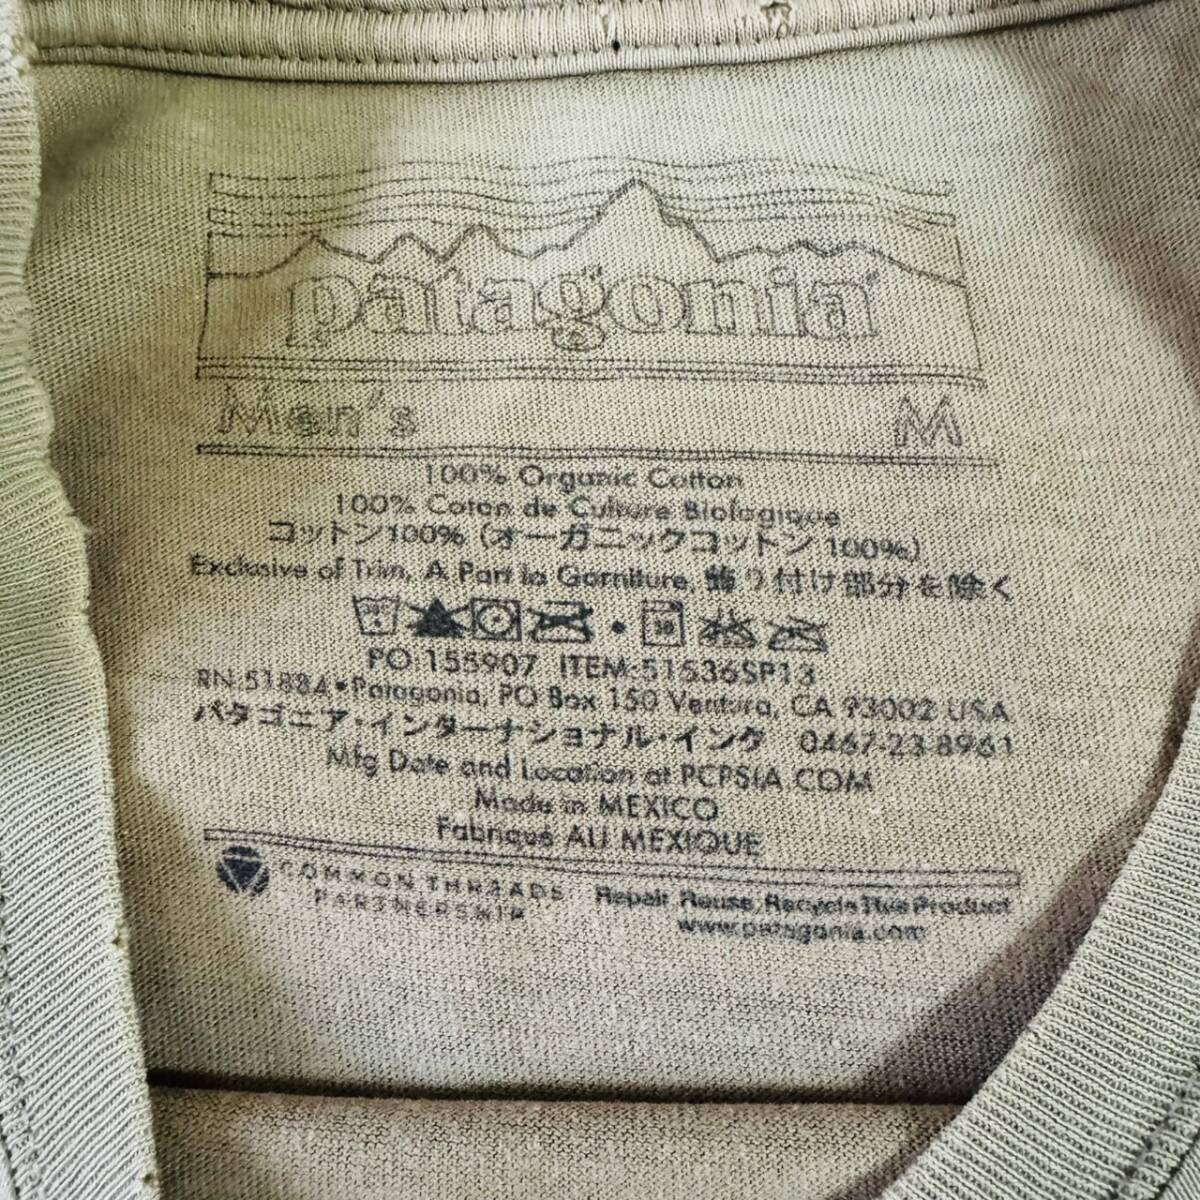 patagonia
Men's M
100% Organic Cotton
100% Coton de Culture Biologique
コットン100% (オーガニックコットン 100%)
Exclusive of Trim, A Part la Garniture, 飾り付け部分を除く
30 • 30
PO:155907 ITEM:51536SP13
RN:51884•Patagonia, PO Box 150 Ventura, CA 93002 USA
パタゴニア・インターナショナル・インク 0467-23-8961
Mfg Date and Location at PCPSIA.COM
Made in MEXICO
Fabriqué AU MEXIQUE
COMMON THREADS
PARTNERSHIP
Repair, Reuse, Recycle This Product
www.patagonia.com